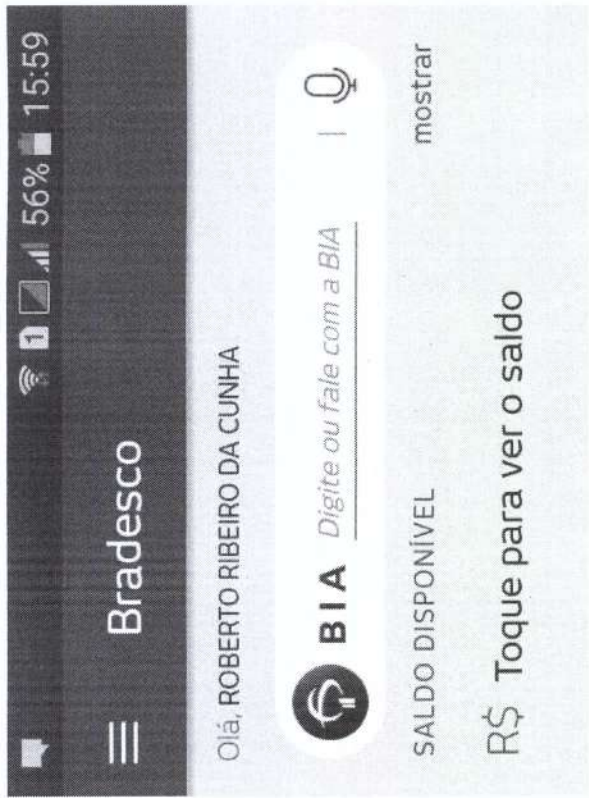 1 56% 15:59
Bradesco
Olá, ROBERTO RIBEIRO DA CUNHA
BIA Digite ou fale com a BIA
SALDO DISPONÍVEL mostrar
R$ Toque para ver o saldo